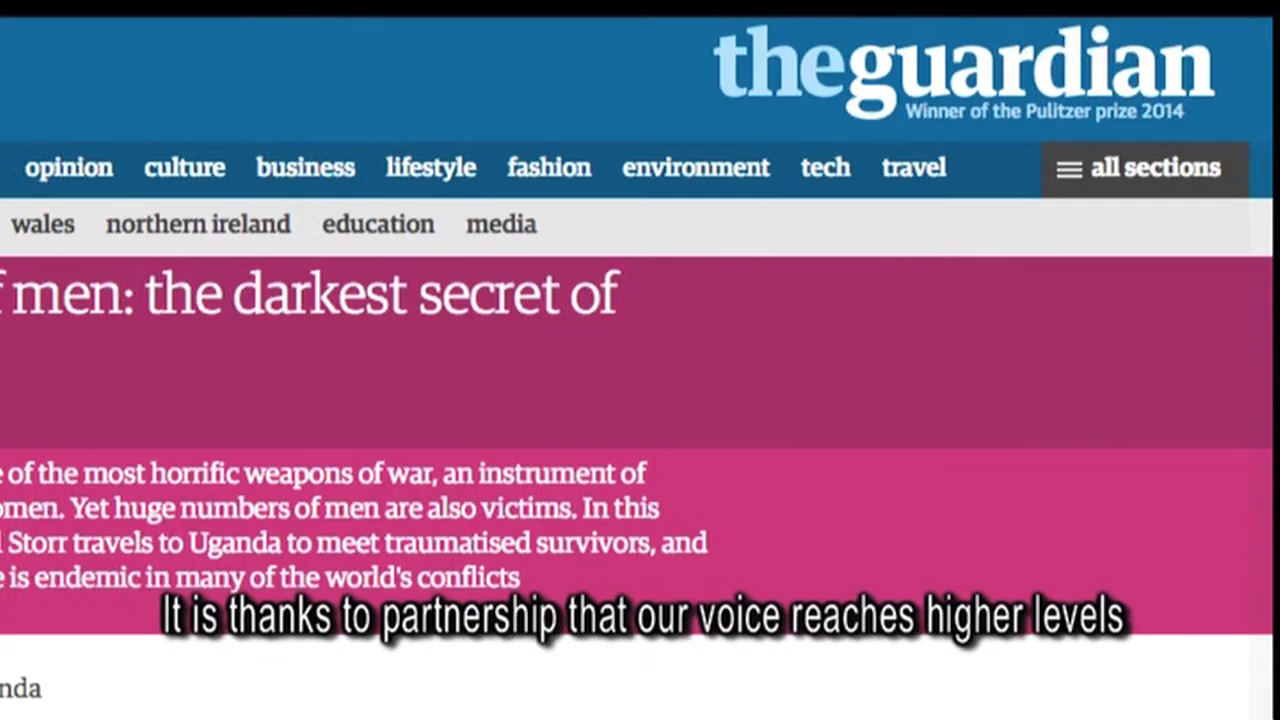 theguardian
Winner of the Pulitzer prize 2014
opinion culture business lifestyle fashion environment tech travel all sections
wales northern ireland education media
men: the darkest secret of
of the most horrific weapons of war, an instrument of
omen. Yet huge numbers of men are also victims. In this
Storr travels to Uganda to meet traumatised survivors, and
is endemic in many of the world's conflicts
It is thanks to partnership that our voice reaches higher levels
nda